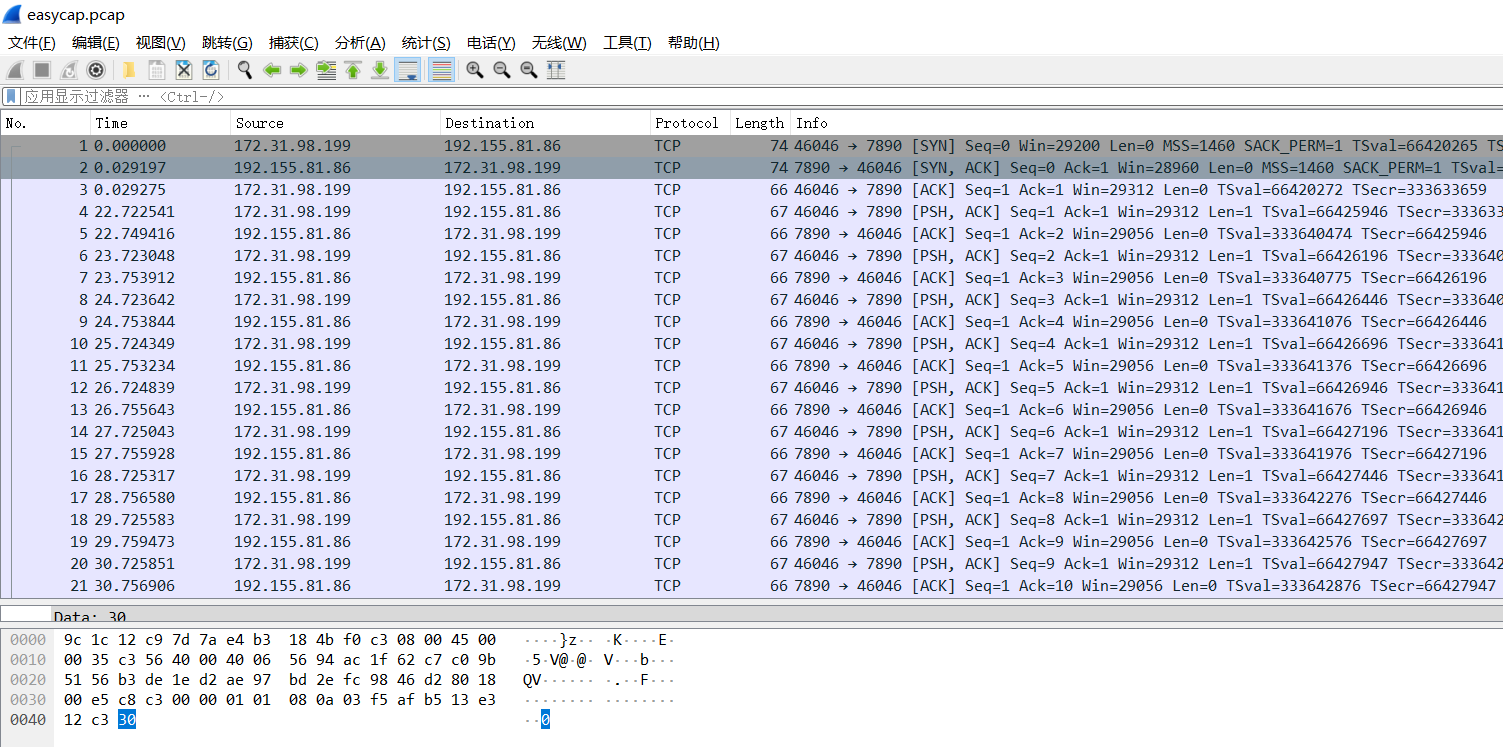 easycap.pcap
文件(F) 编辑(E) 视图(V) 跳转(G) 捕获(C) 分析(A) 统计(S) 电话(Y) 无线(W) 工具(T) 帮助(H)
应用显示过滤器 … <Ctrl-/>
No. Time Source Destination Protocol Length Info
1 0.000000 172.31.98.199 192.155.81.86 TCP 74 46046 → 7890 [SYN] Seq=0 Win=29200 Len=0 MSS=1460 SACK_PERM=1 TSval=66420265 TS
2 0.029197 192.155.81.86 172.31.98.199 TCP 74 7890 → 46046 [SYN, ACK] Seq=0 Ack=1 Win=28960 Len=0 MSS=1460 SACK_PERM=1 TSval=
3 0.029275 172.31.98.199 192.155.81.86 TCP 66 46046 → 7890 [ACK] Seq=1 Ack=1 Win=29312 Len=0 TSval=66420272 TSecr=333633659
4 22.722541 172.31.98.199 192.155.81.86 TCP 67 46046 → 7890 [PSH, ACK] Seq=1 Ack=1 Win=29312 Len=1 TSval=66425946 TSecr=333633
5 22.749416 192.155.81.86 172.31.98.199 TCP 66 7890 → 46046 [ACK] Seq=1 Ack=2 Win=29056 Len=0 TSval=333640474 TSecr=66425946
6 23.723048 172.31.98.199 192.155.81.86 TCP 67 46046 → 7890 [PSH, ACK] Seq=2 Ack=1 Win=29312 Len=1 TSval=66426196 TSecr=333640
7 23.753912 192.155.81.86 172.31.98.199 TCP 66 7890 → 46046 [ACK] Seq=1 Ack=3 Win=29056 Len=0 TSval=333640775 TSecr=66426196
8 24.723642 172.31.98.199 192.155.81.86 TCP 67 46046 → 7890 [PSH, ACK] Seq=3 Ack=1 Win=29312 Len=1 TSval=66426446 TSecr=333640
9 24.753844 192.155.81.86 172.31.98.199 TCP 66 7890 → 46046 [ACK] Seq=1 Ack=4 Win=29056 Len=0 TSval=333641076 TSecr=66426446
10 25.724349 172.31.98.199 192.155.81.86 TCP 67 46046 → 7890 [PSH, ACK] Seq=4 Ack=1 Win=29312 Len=1 TSval=66426696 TSecr=333641
11 25.753234 192.155.81.86 172.31.98.199 TCP 66 7890 → 46046 [ACK] Seq=1 Ack=5 Win=29056 Len=0 TSval=333641376 TSecr=66426696
12 26.724839 172.31.98.199 192.155.81.86 TCP 67 46046 → 7890 [PSH, ACK] Seq=5 Ack=1 Win=29312 Len=1 TSval=66426946 TSecr=333641
13 26.755643 192.155.81.86 172.31.98.199 TCP 66 7890 → 46046 [ACK] Seq=1 Ack=6 Win=29056 Len=0 TSval=333641676 TSecr=66426946
14 27.725043 172.31.98.199 192.155.81.86 TCP 67 46046 → 7890 [PSH, ACK] Seq=6 Ack=1 Win=29312 Len=1 TSval=66427196 TSecr=333641
15 27.755928 192.155.81.86 172.31.98.199 TCP 66 7890 → 46046 [ACK] Seq=1 Ack=7 Win=29056 Len=0 TSval=333641976 TSecr=66427196
16 28.725317 172.31.98.199 192.155.81.86 TCP 67 46046 → 7890 [PSH, ACK] Seq=7 Ack=1 Win=29312 Len=1 TSval=66427446 TSecr=333641
17 28.756580 192.155.81.86 172.31.98.199 TCP 66 7890 → 46046 [ACK] Seq=1 Ack=8 Win=29056 Len=0 TSval=333642276 TSecr=66427446
18 29.725583 172.31.98.199 192.155.81.86 TCP 67 46046 → 7890 [PSH, ACK] Seq=8 Ack=1 Win=29312 Len=1 TSval=66427697 TSecr=333642
19 29.759473 192.155.81.86 172.31.98.199 TCP 66 7890 → 46046 [ACK] Seq=1 Ack=9 Win=29056 Len=0 TSval=333642576 TSecr=66427697
20 30.725851 172.31.98.199 192.155.81.86 TCP 67 46046 → 7890 [PSH, ACK] Seq=9 Ack=1 Win=29312 Len=1 TSval=66427947 TSecr=333642
21 30.756906 192.155.81.86 172.31.98.199 TCP 66 7890 → 46046 [ACK] Seq=1 Ack=10 Win=29056 Len=0 TSval=333642876 TSecr=66427947
Data: 30
0000 9c 1c 12 c9 7d 7a e4 b3 18 4b f0 c3 08 00 45 00 ····}z·· ·K····E·
0010 00 35 c3 56 40 00 40 06 56 94 ac 1f 62 c7 c0 9b ·5·V@·@· V···b···
0020 51 56 b3 de 1e d2 ae 97 bd 2e fc 98 46 d2 80 18 QV······ ·.··F···
0030 00 e5 c8 c3 00 00 01 01 08 0a 03 f5 af b5 13 e3 ········ ········
0040 12 c3 30 ··0